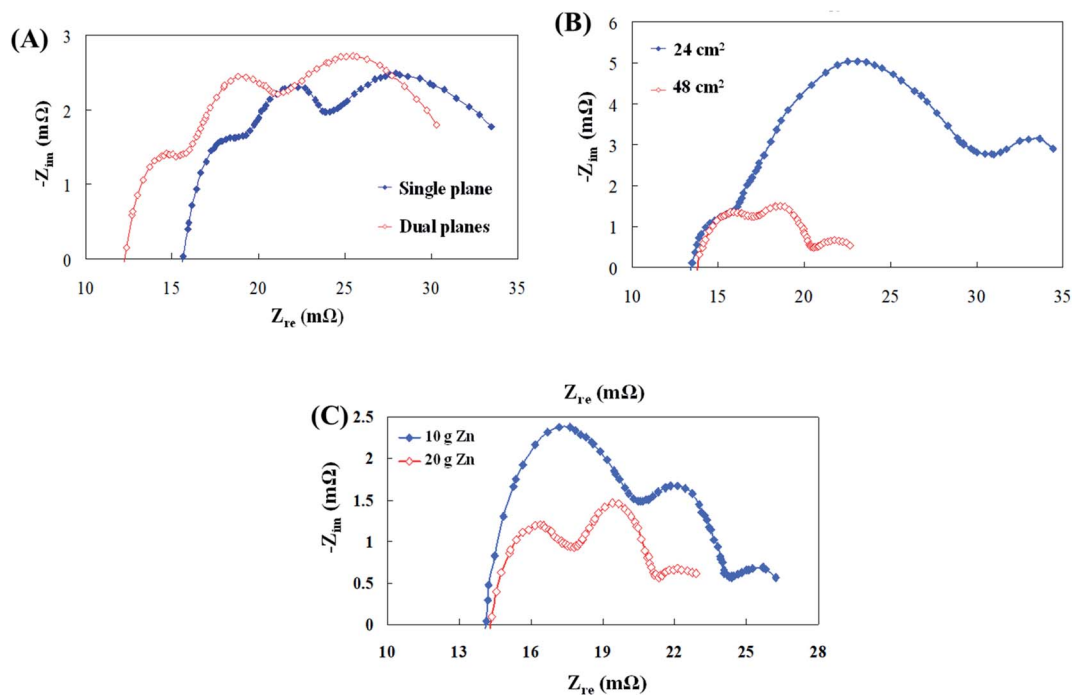 (A)
3
2
1
0
-Zim (mΩ)
Single plane
Dual planes
10 15 20 25 30 35
Zre (mΩ)
(B)
6
5
4
3
2
1
0
-Zim (mΩ)
24 cm²
48 cm²
10 15 20 25 30 35
Zre (mΩ)
(C)
2.5
2
1.5
1
0.5
0
-Zim (mΩ)
10 g Zn
20 g Zn
10 13 16 19 22 25 28
Zre (mΩ)